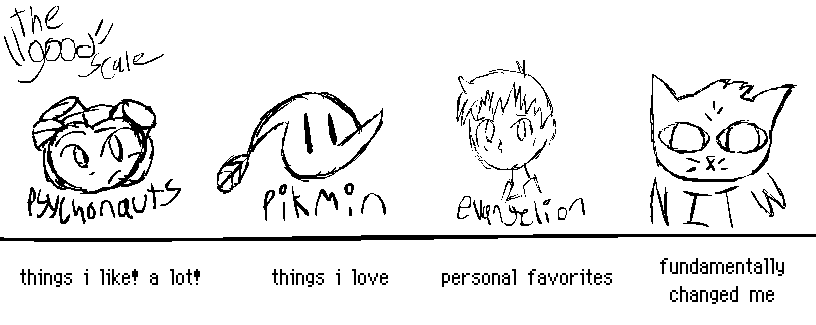 the
"good"
scale
Psychonauts
Pikmin
evangelion
NITW
things i like! a lot!
things i love
personal favorites
fundamentally
changed me